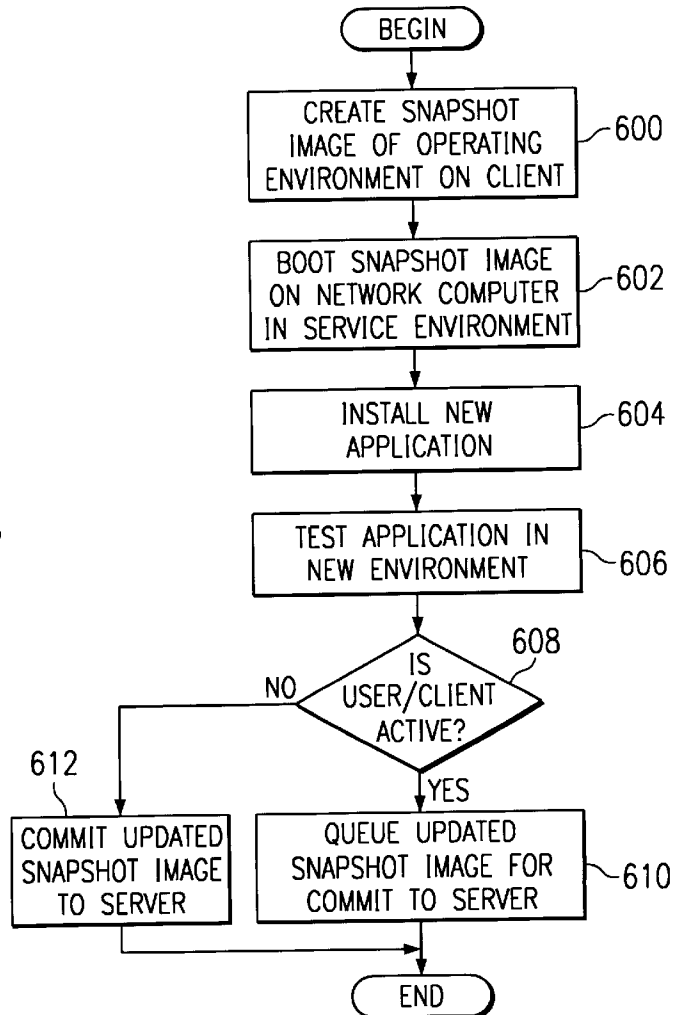 BEGIN
CREATE SNAPSHOT
IMAGE OF OPERATING
ENVIRONMENT ON CLIENT
600
BOOT SNAPSHOT IMAGE
ON NETWORK COMPUTER
IN SERVICE ENVIRONMENT
602
INSTALL NEW
APPLICATION
604
TEST APPLICATION IN
NEW ENVIRONMENT
606
IS
USER/CLIENT
ACTIVE?
608
NO
YES
612
COMMIT UPDATED
SNAPSHOT IMAGE
TO SERVER
QUEUE UPDATED
SNAPSHOT IMAGE FOR
COMMIT TO SERVER
610
END